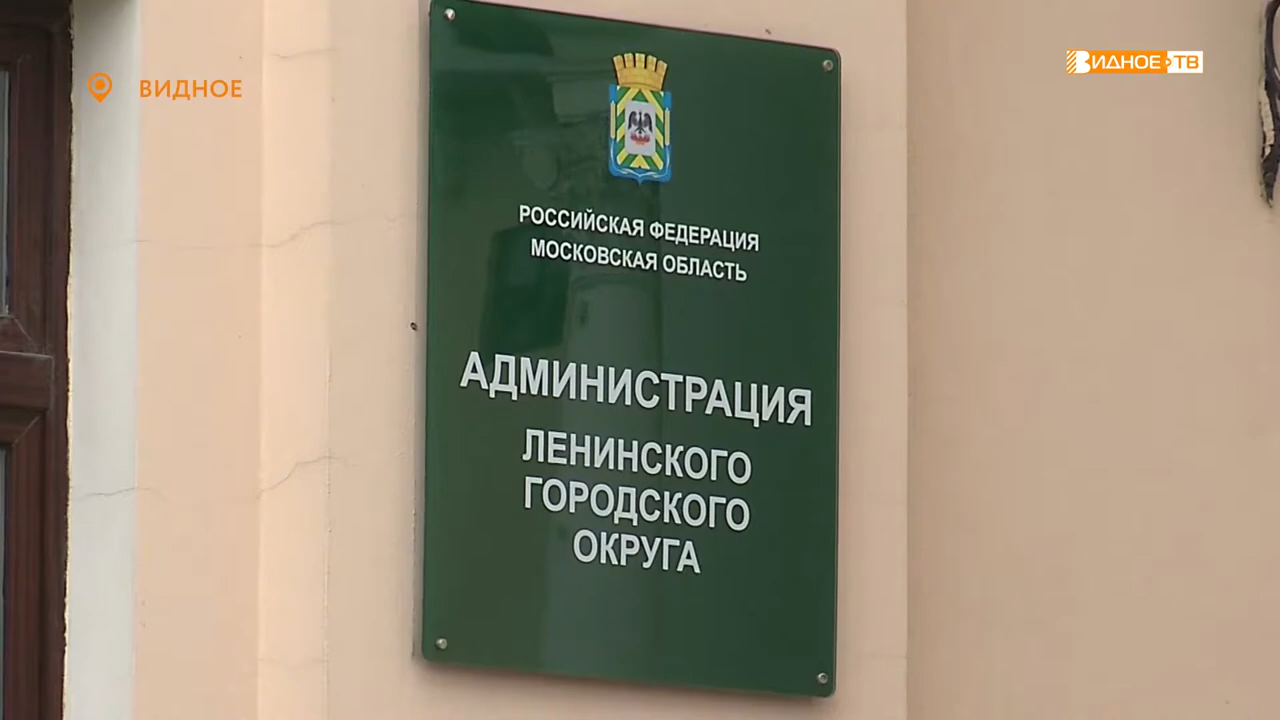 ВИДНОЕ
ВИДНОЕ ТВ
РОССИЙСКАЯ ФЕДЕРАЦИЯ
МОСКОВСКАЯ ОБЛАСТЬ
АДМИНИСТРАЦИЯ
ЛЕНИНСКОГО
ГОРОДСКОГО
ОКРУГА